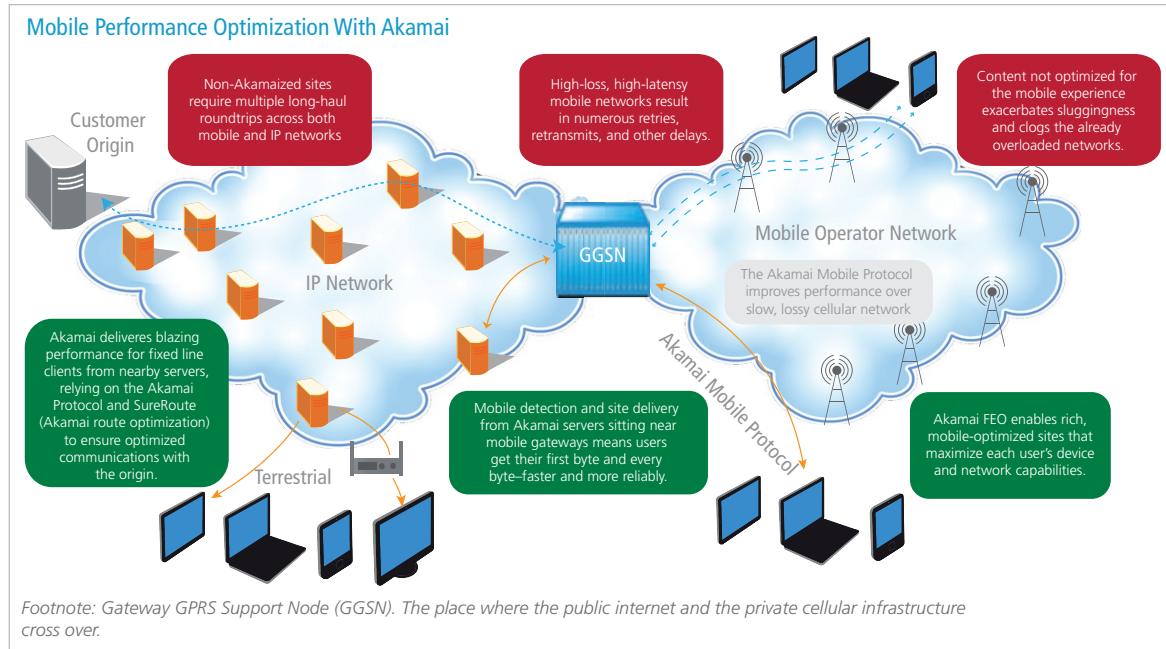 Mobile Performance Optimization With Akamai
Non-Akamaized sites
require multiple long-haul
roundtrips across both
mobile and IP networks
High-loss, high-latensy
mobile networks result
in numerous retries,
retransmits, and other delays.
Content not optimized for
the mobile experience
exacerbates sluggingness
and clogs the already
overloaded networks.
Customer
Origin
GGSN
Mobile Operator Network
IP Network
The Akamai Mobile Protocol
improves performance over
slow, lossy cellular network
Akamai deliveres blazing
performance for fixed line
clients from nearby servers,
relying on the Akamai
Protocol and SureRoute
(Akamai route optimization)
to ensure optimized
communications with
the origin.
Mobile detection and site delivery
from Akamai servers sitting near
mobile gateways means users
get their first byte and every
byte–faster and more reliably.
Akamai Mobile Protocol
Akamai FEO enables rich,
mobile-optimized sites that
maximize each user's device
and network capabilities.
Terrestrial
Footnote: Gateway GPRS Support Node (GGSN). The place where the public internet and the private cellular infrastructure
cross over.